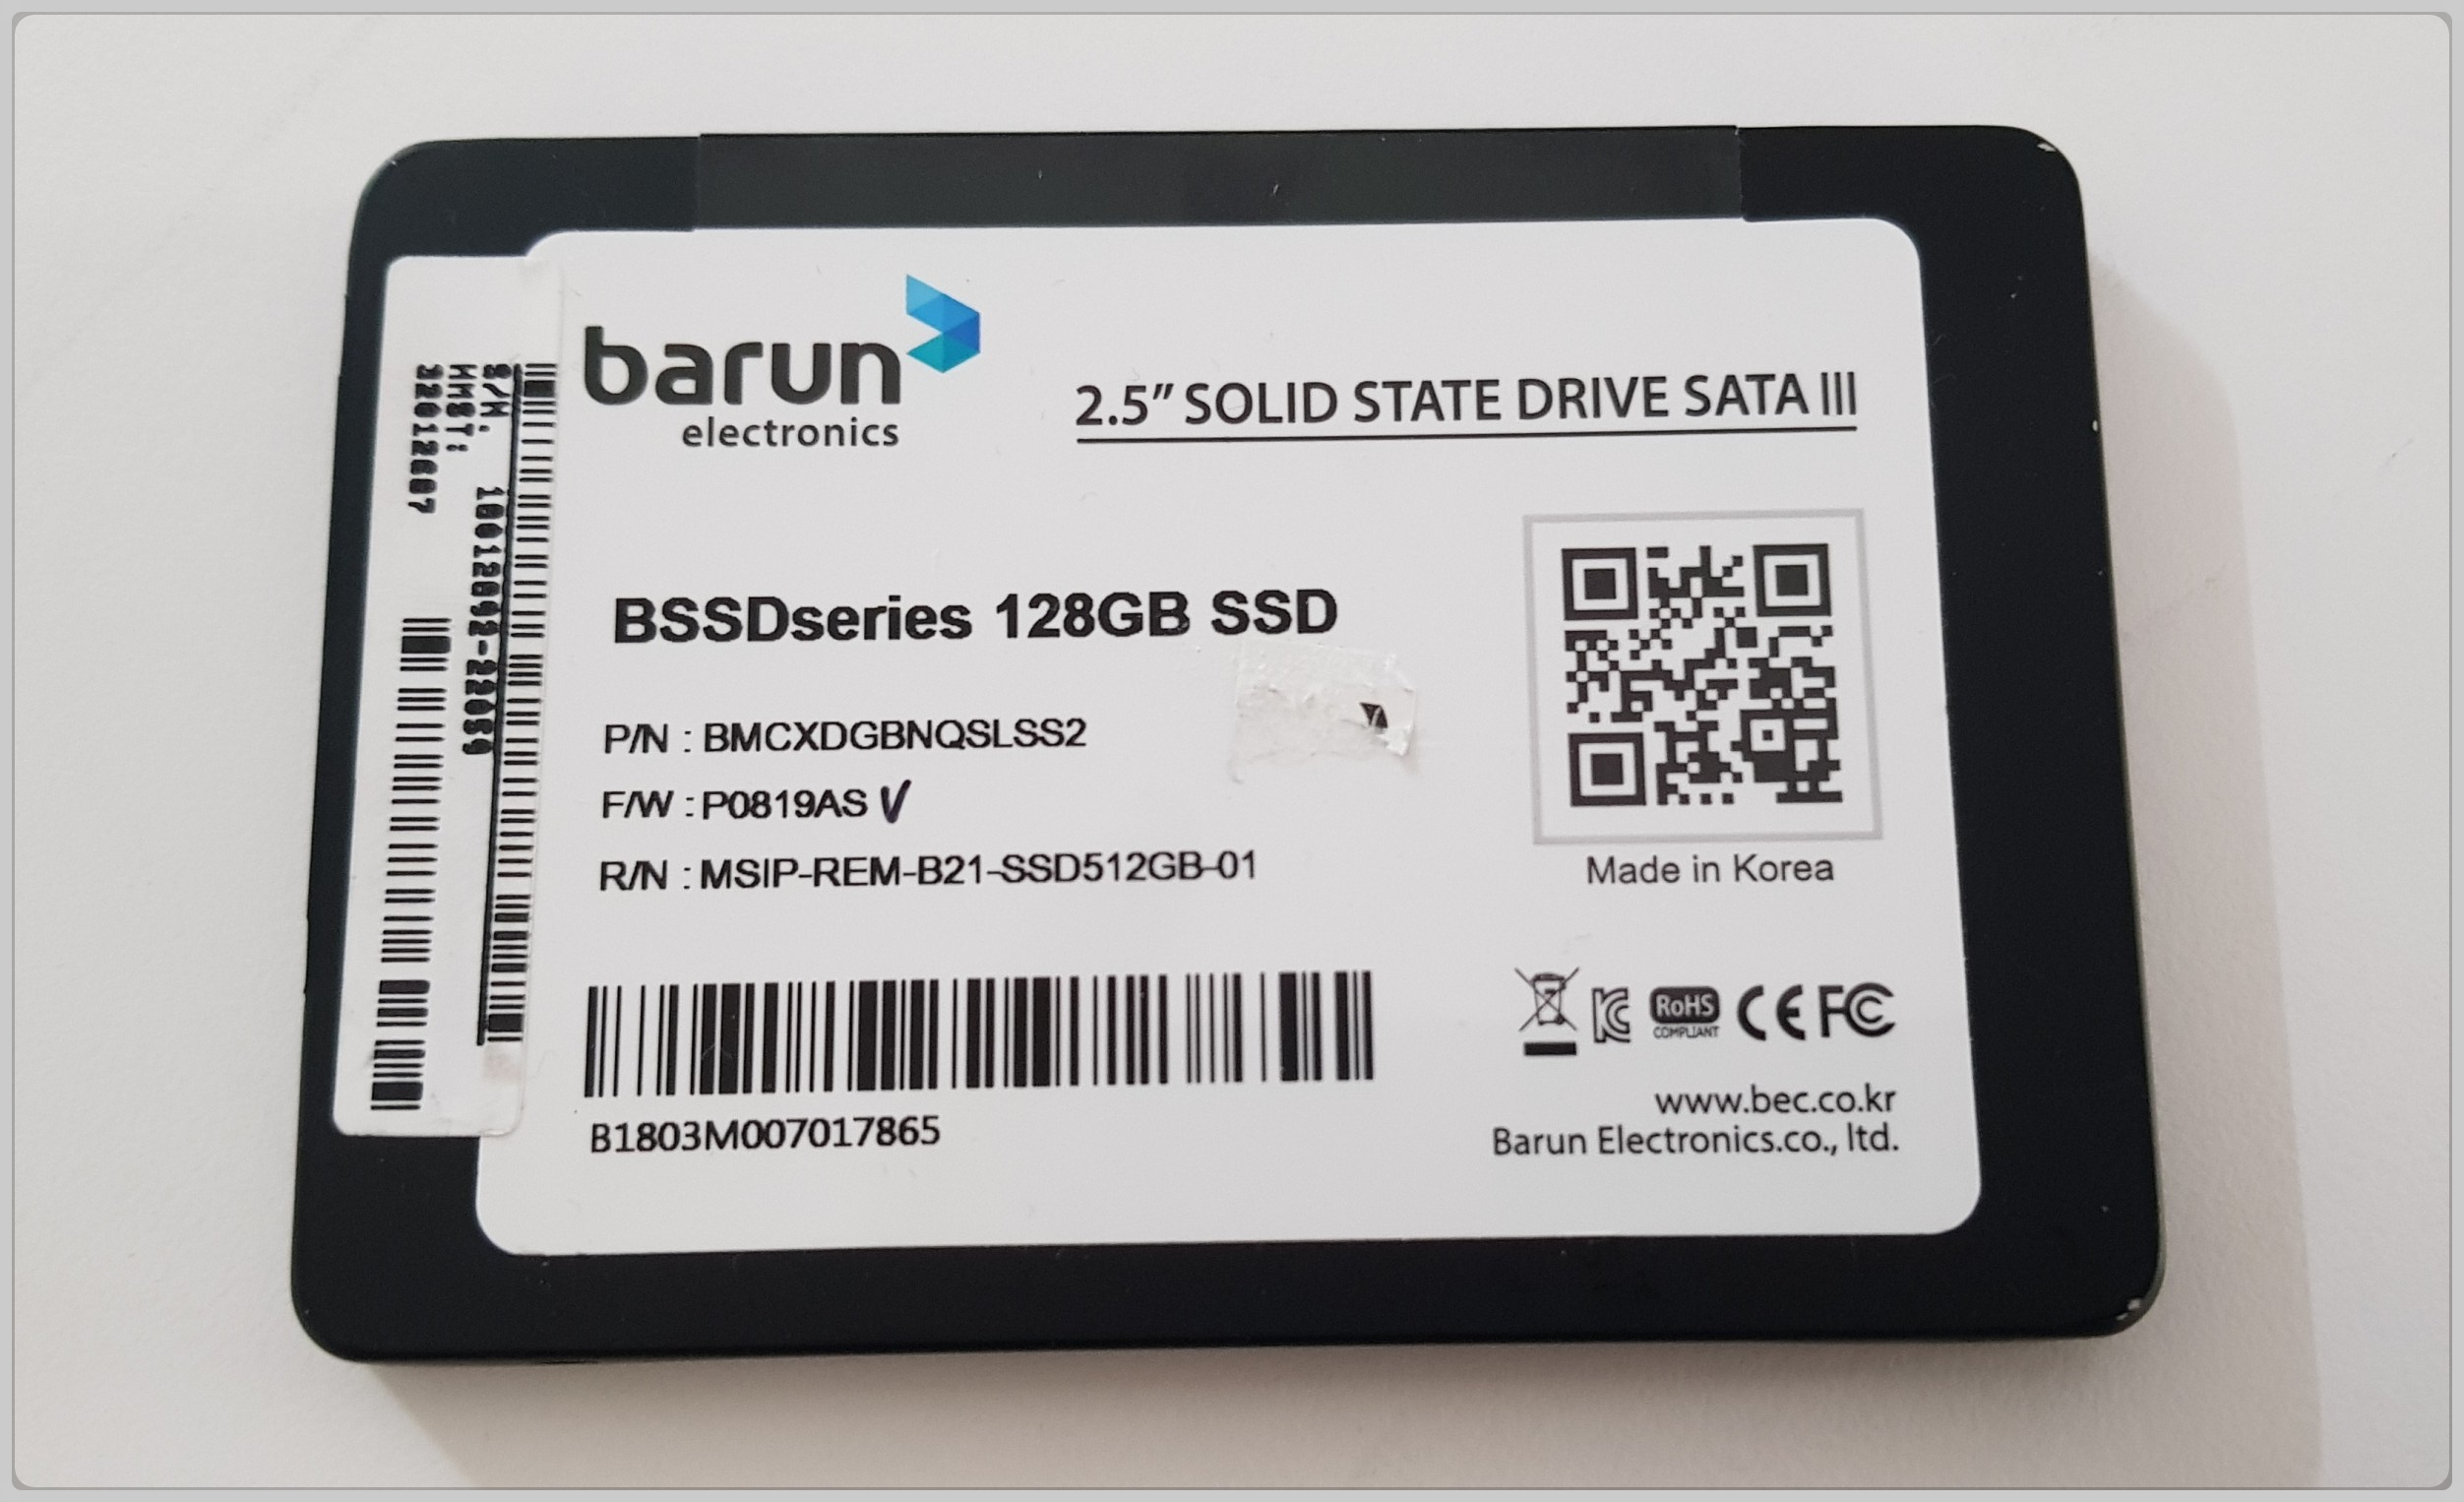 barun
electronics
2.5” SOLID STATE DRIVE SATA III
BSSDseries 128GB SSD
P/N : BMCXDGBNQSLSS2
F/W : P0819AS V
R/N : MSIP-REM-B21-SSD512GB-01
Made in Korea
RoHS
COMPLIANT
CE FC
B1803M007017865
www.bec.co.kr
Barun Electronics.co., ltd.